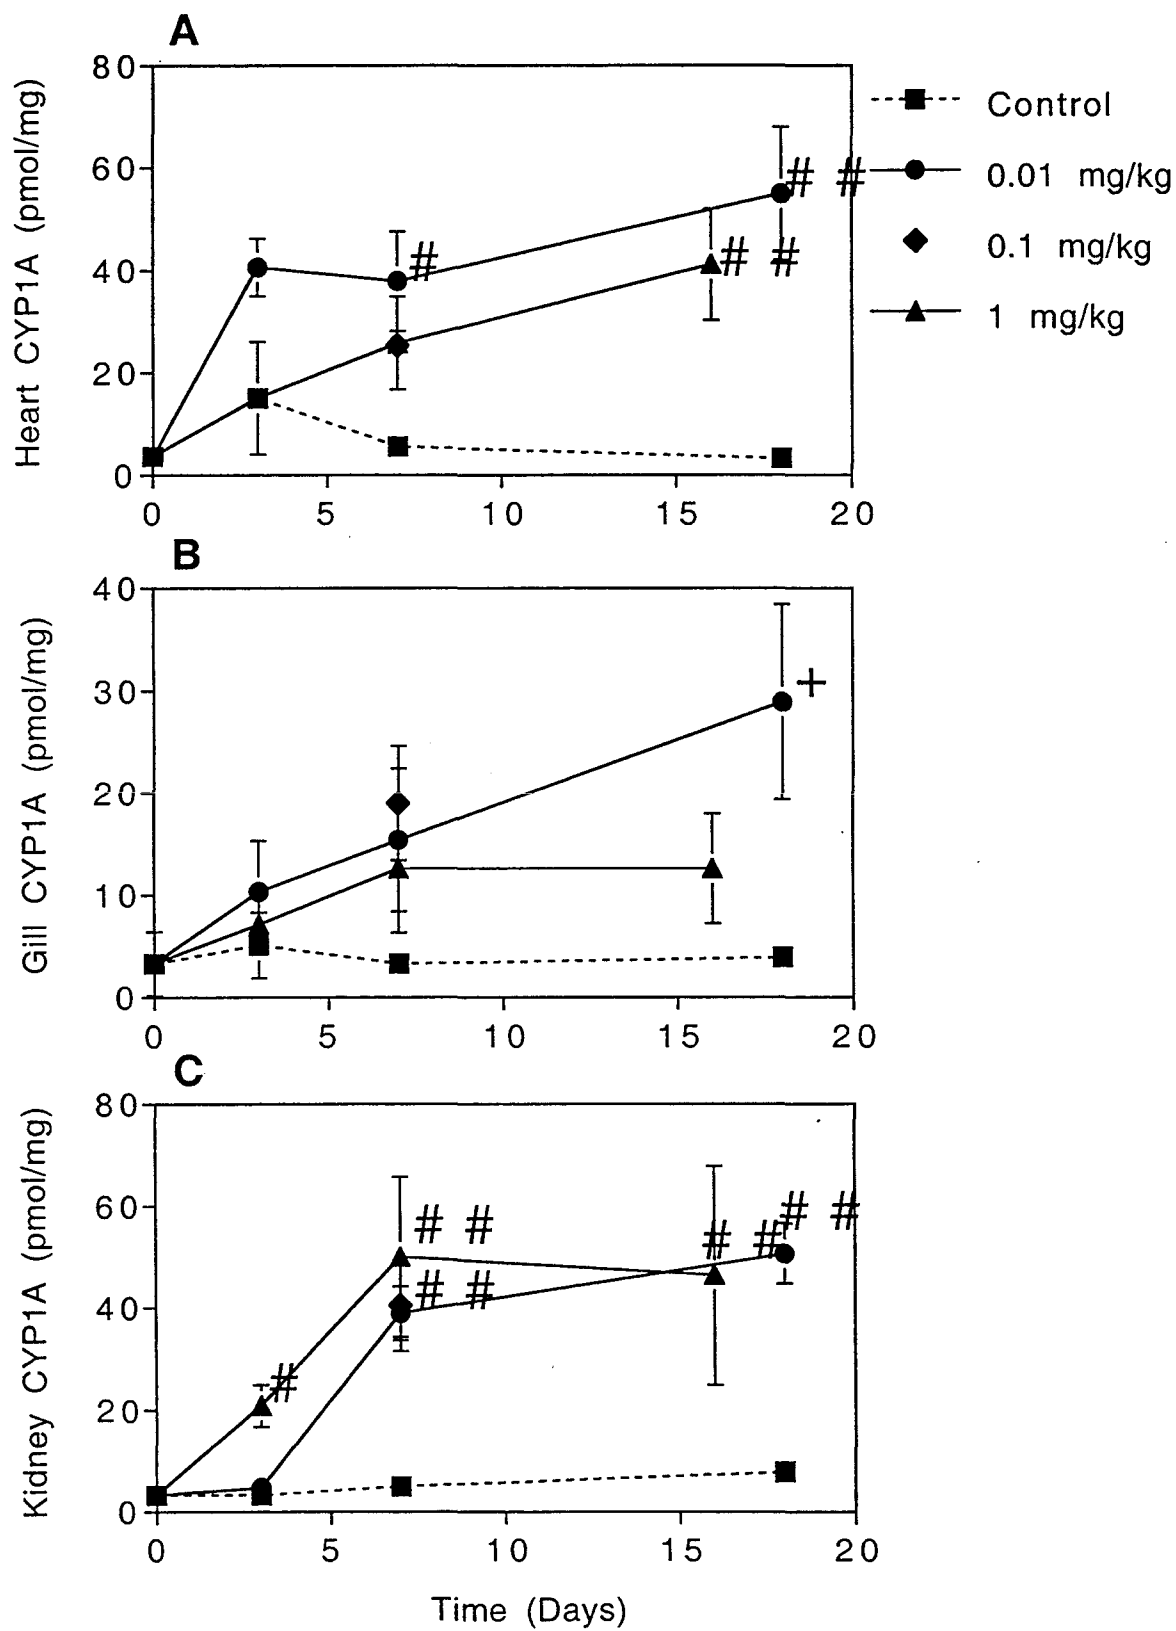 A
Heart CYP1A (pmol/mg)
80
60
40
20
0
0 5 10 15 20
#
# #
# #
Control
0.01 mg/kg
0.1 mg/kg
1 mg/kg
B
Gill CYP1A (pmol/mg)
40
30
20
10
0
0 5 10 15 20
+
C
Kidney CYP1A (pmol/mg)
80
60
40
20
0
0 5 10 15 20
#
# #
# #
# #
# #
Time (Days)